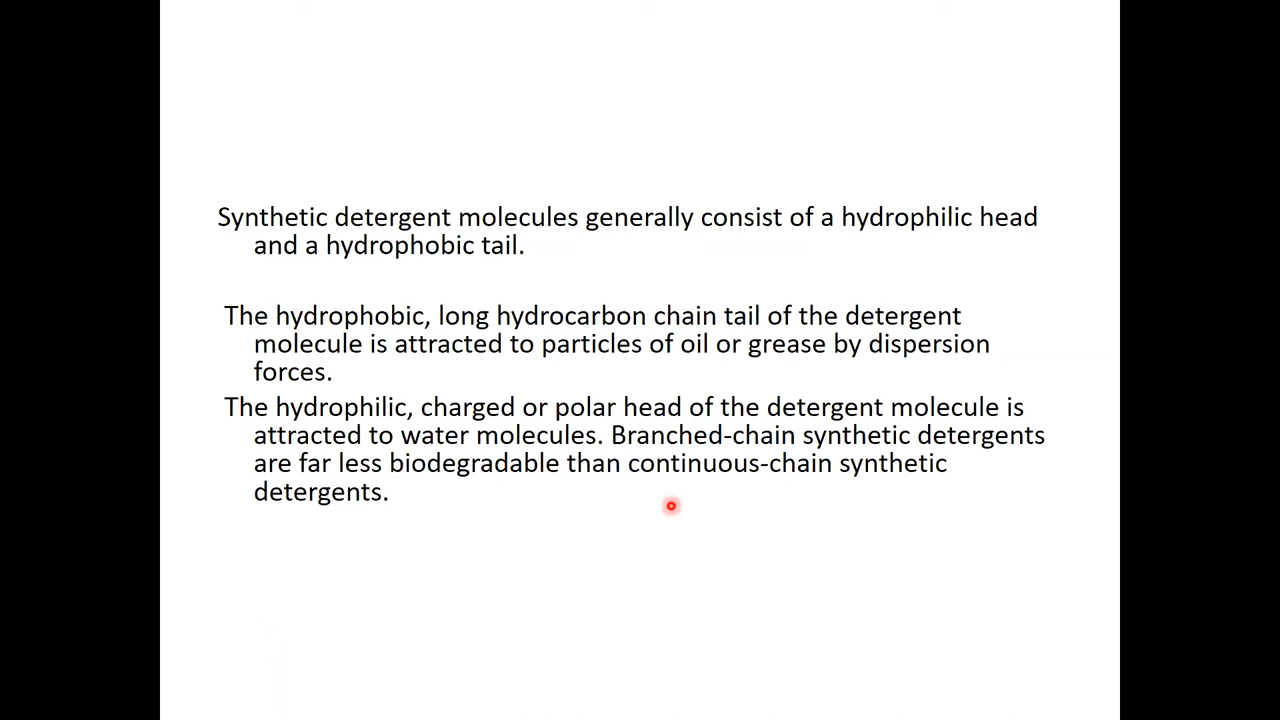 Synthetic detergent molecules generally consist of a hydrophilic head
and a hydrophobic tail.
The hydrophobic, long hydrocarbon chain tail of the detergent
molecule is attracted to particles of oil or grease by dispersion
forces.
The hydrophilic, charged or polar head of the detergent molecule is
attracted to water molecules. Branched-chain synthetic detergents
are far less biodegradable than continuous-chain synthetic
detergents.